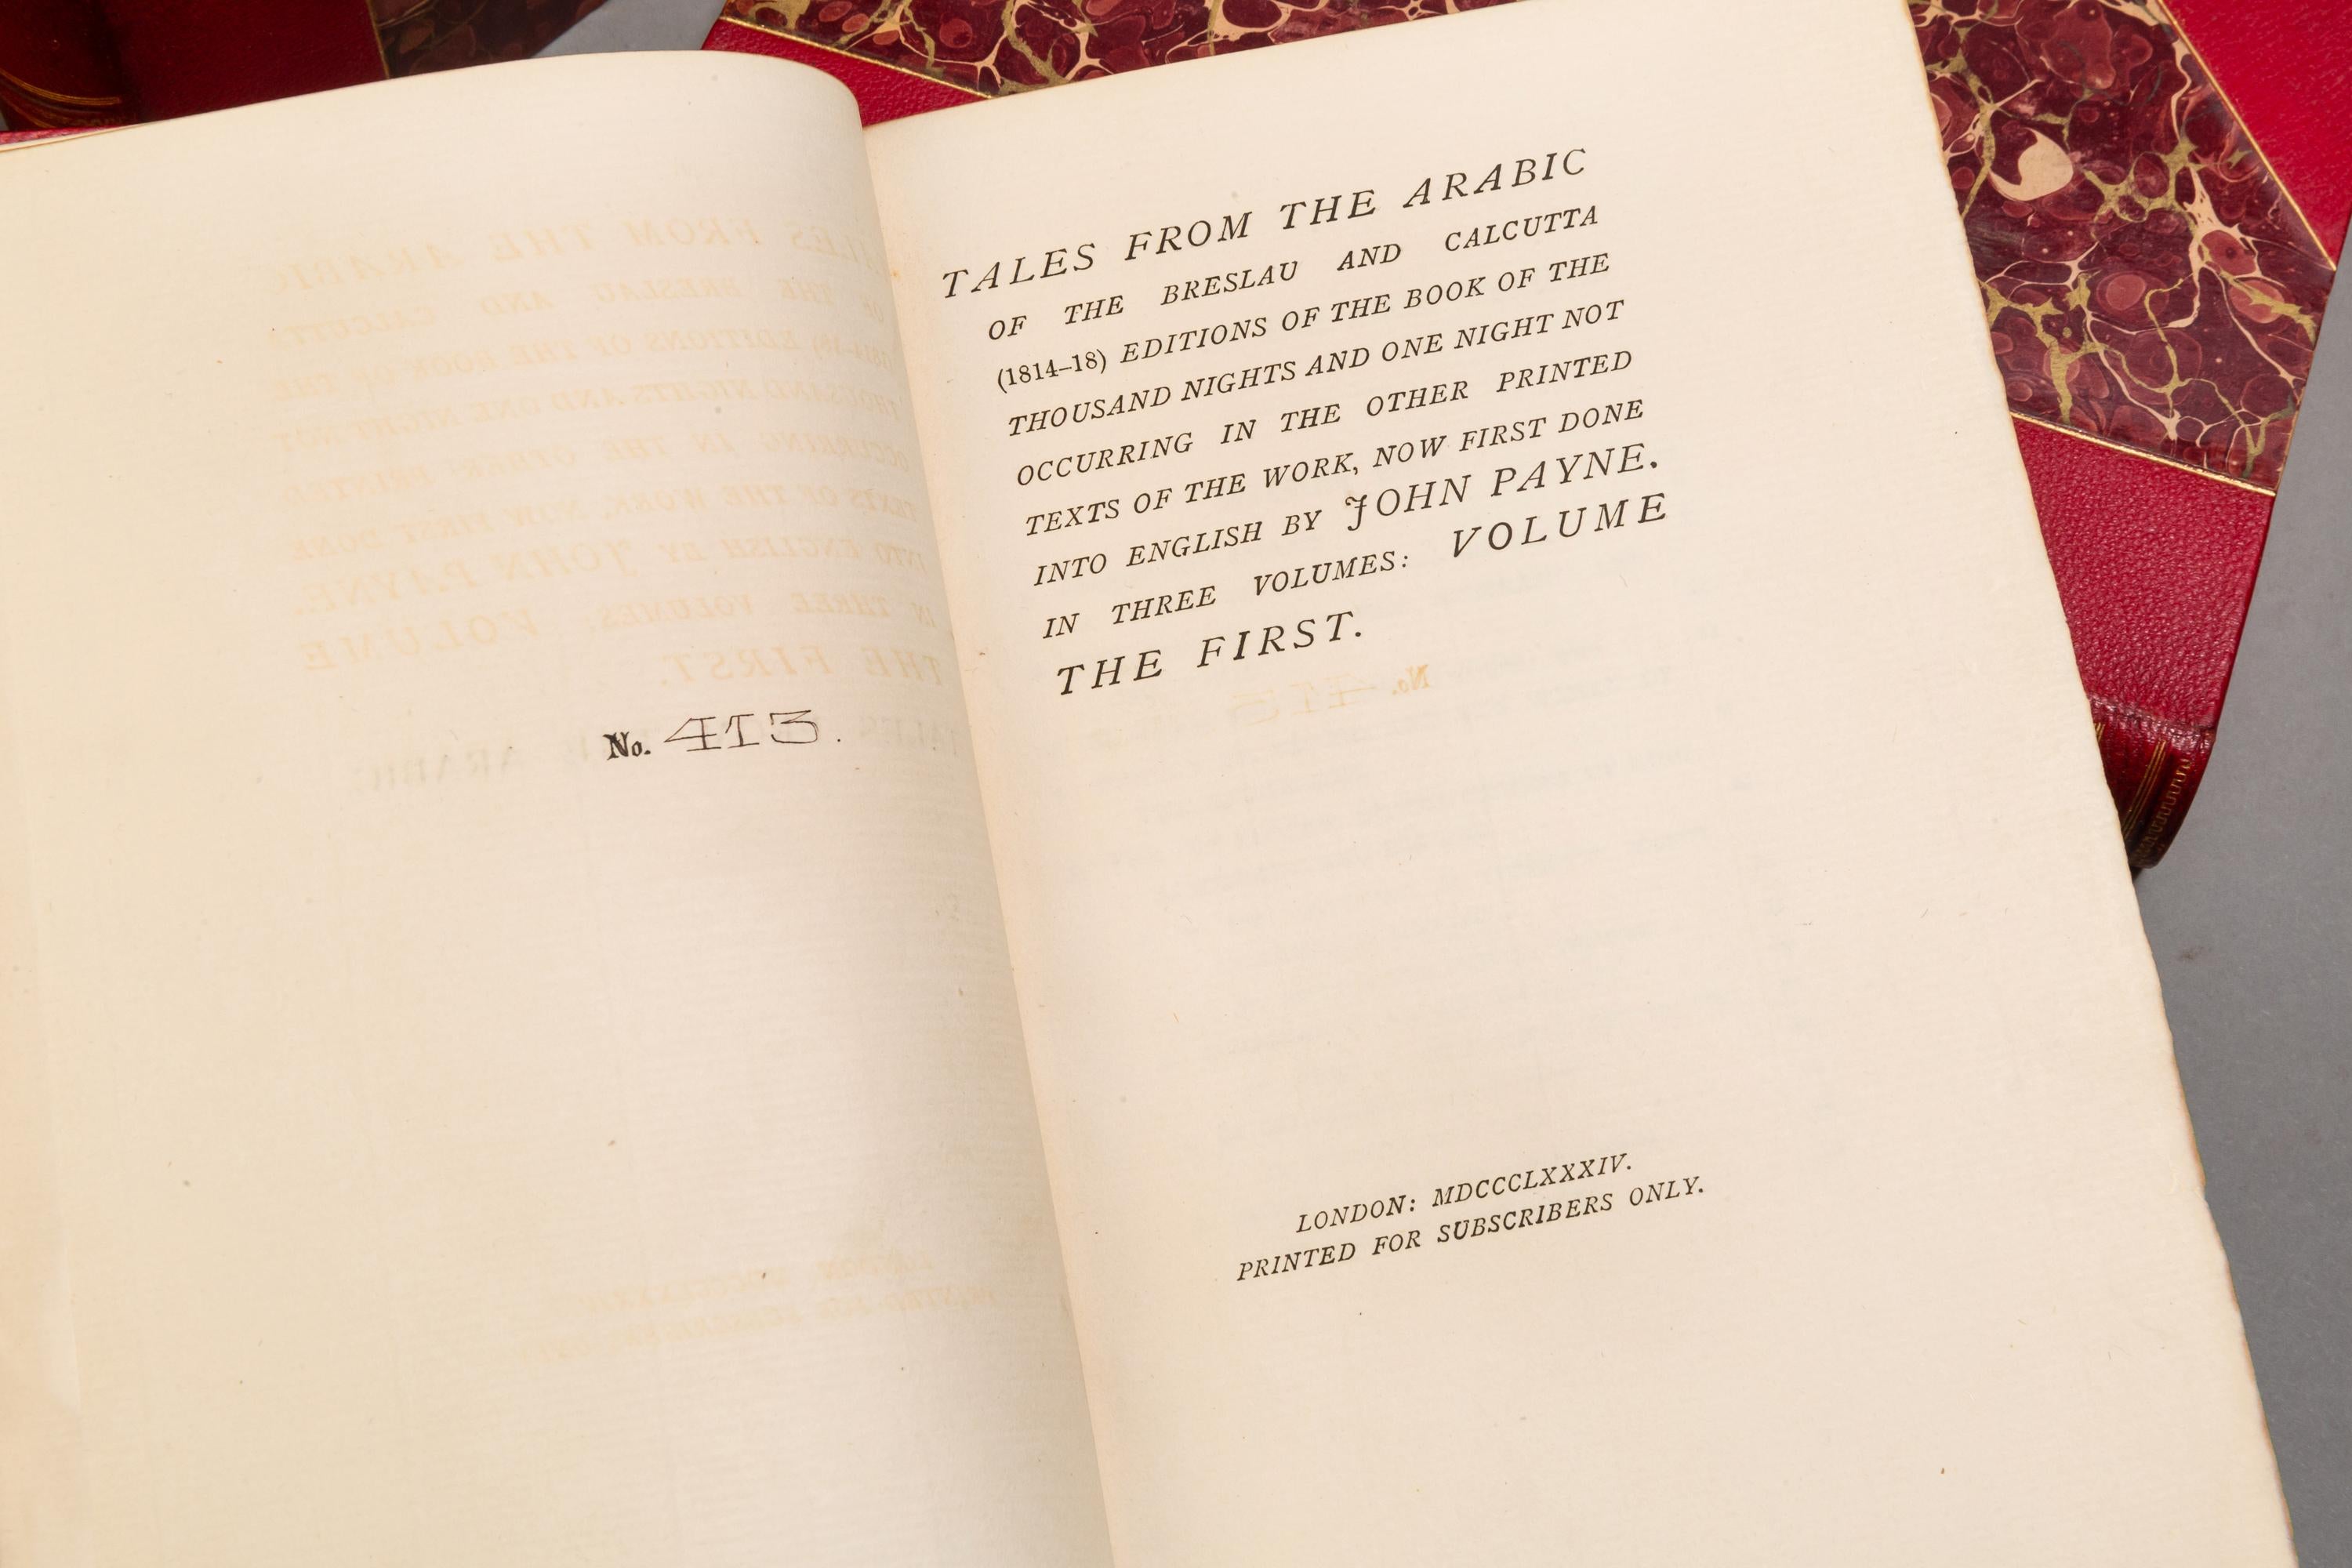 No. 413.
TALES FROM THE ARABIC
OF THE BRESLAU AND CALCUTTA
(1814–18) EDITIONS OF THE BOOK OF THE
THOUSAND NIGHTS AND ONE NIGHT NOT
OCCURRING IN THE OTHER PRINTED
TEXTS OF THE WORK, NOW FIRST DONE
INTO ENGLISH BY JOHN PAYNE.
IN THREE VOLUMES: VOLUME
THE FIRST.
LONDON: MDCCCLXXXIV.
PRINTED FOR SUBSCRIBERS ONLY.